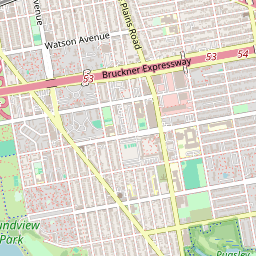 Avenue
Watson Avenue
Plains Road
Bruckner Expressway
53
53
54
undview
Park
Pugsley